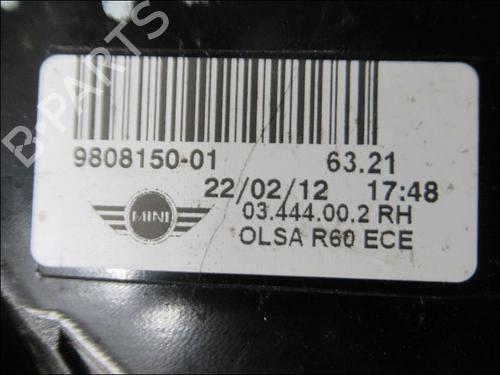 B-PARTS
9808150-01 63.21
22/02/12 17:48
MINI 03.444.00.2 RH
OLSA R60 ECE